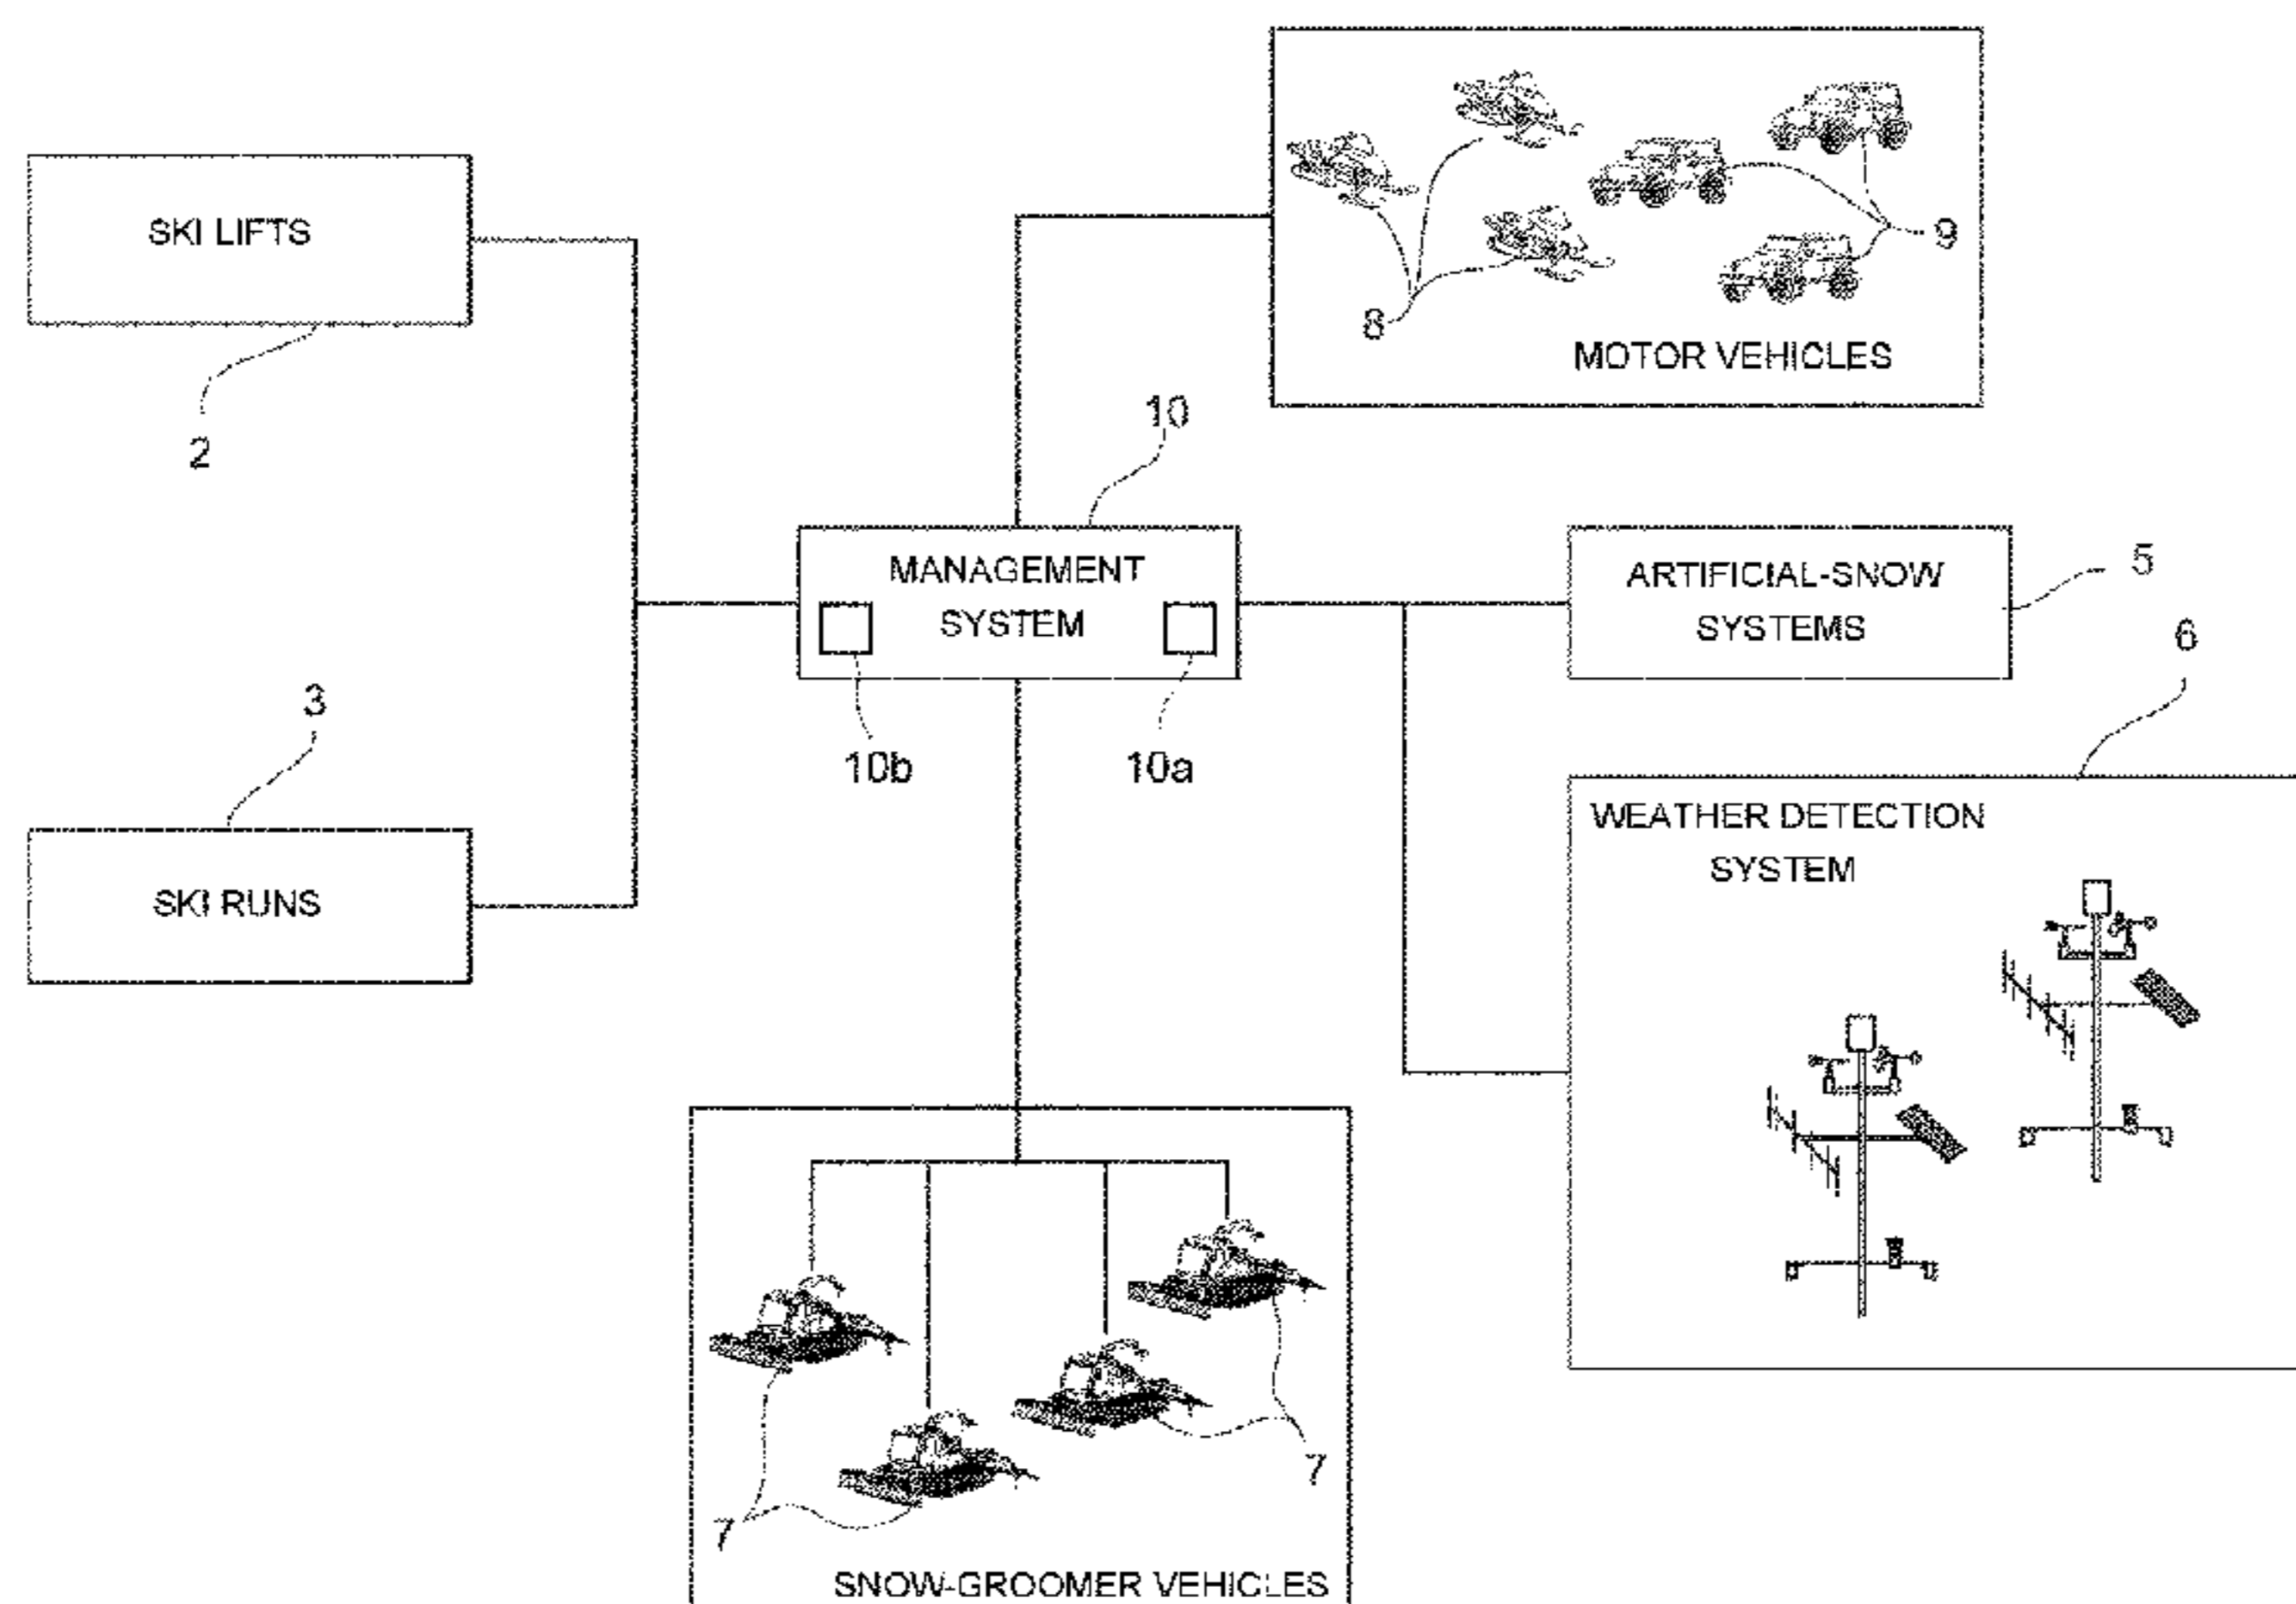 SKI LIFTS
2
8
9
MOTOR VEHICLES
10
MANAGEMENT
SYSTEM
10b
10a
ARTIFICIAL-SNOW
SYSTEMS
5
6
3
SKI RUNS
WEATHER DETECTION
SYSTEM
7
7
SNOW-GROOMER VEHICLES